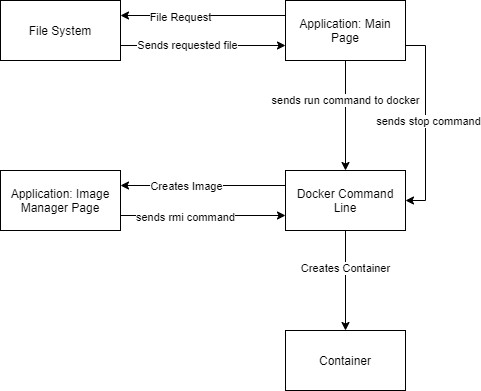 File Request
File System
Application: Main
Page
Sends requested file
sends run command to docker
sends stop command
Application: Image
Manager Page
Creates Image
sends rmi command
Docker Command
Line
Creates Container
Container